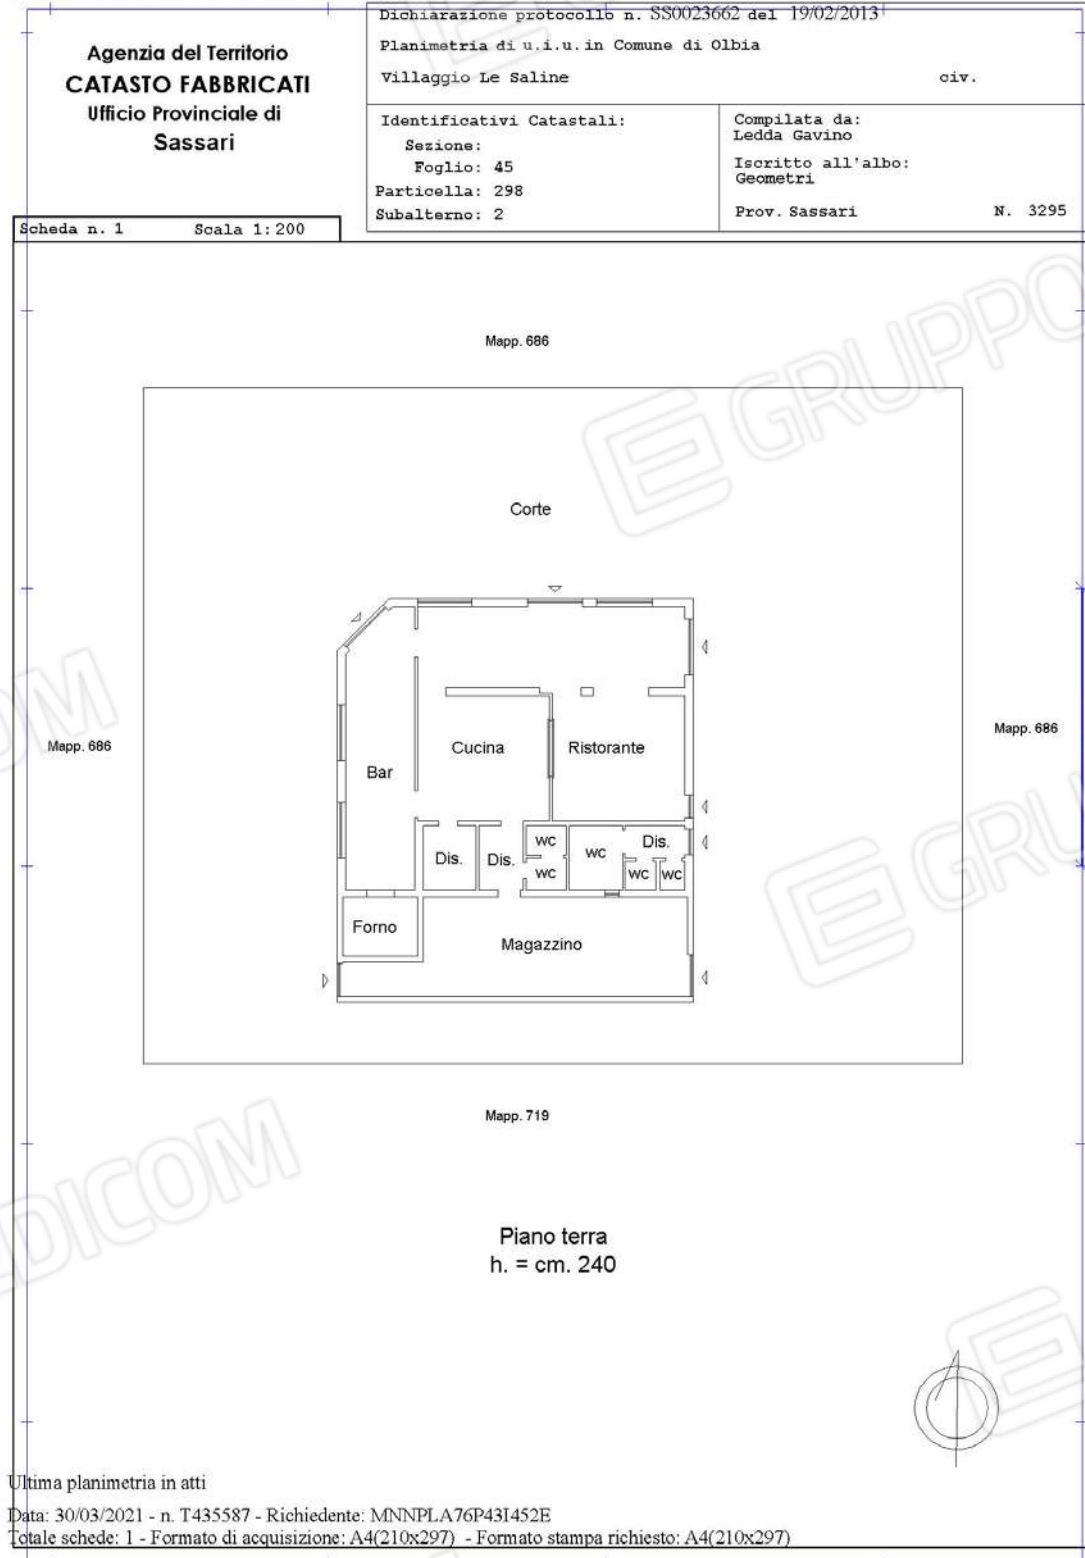 Agenzia del Territorio
CATASTO FABBRICATI
Ufficio Provinciale di
Sassari
Dichiarazione protocollo n. SS0023662 del 19/02/2013
Planimetria di u.i.u. in Comune di Olbia
Villaggio Le Saline civ.
Identificativi Catastali:
Sezione:
Foglio: 45
Particella: 298
Subalterno: 2
Compilata da:
Ledda Gavino
Iscritto all'albo:
Geometri
Prov. Sassari N. 3295
Scheda n. 1 Scala 1:200
Mapp. 686
GRUPPO
Corte
Mapp. 686
Mapp. 686
Cucina
Ristorante
Bar
wc
wc
Dis.
Dis.
Dis.
wc
wc
wc
Forno
Magazzino
GRU
Mapp. 719
EDICOM
Piano terra
h. = cm. 240
Ultima planimetria in atti
Data: 30/03/2021 - n. T435587 - Richiedente: MNNPLA76P43I452E
Totale schede: 1 - Formato di acquisizione: A4(210x297) - Formato stampa richiesto: A4(210x297)